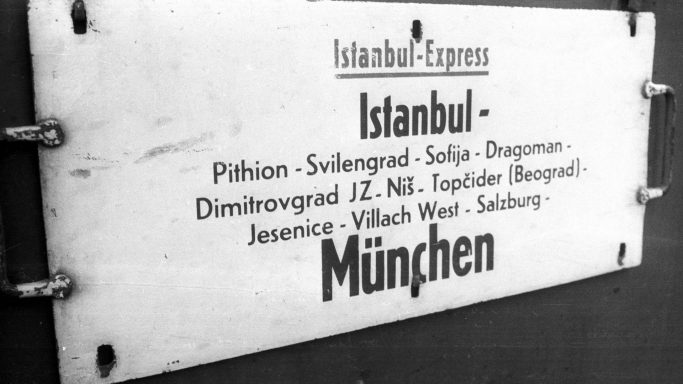 Istanbul-Express
Istanbul -
Pithion - Svilengrad - Sofija - Dragoman -
Dimitrovgrad JZ - Niš - Topčider (Beograd) -
Jesenice - Villach West - Salzburg -
München